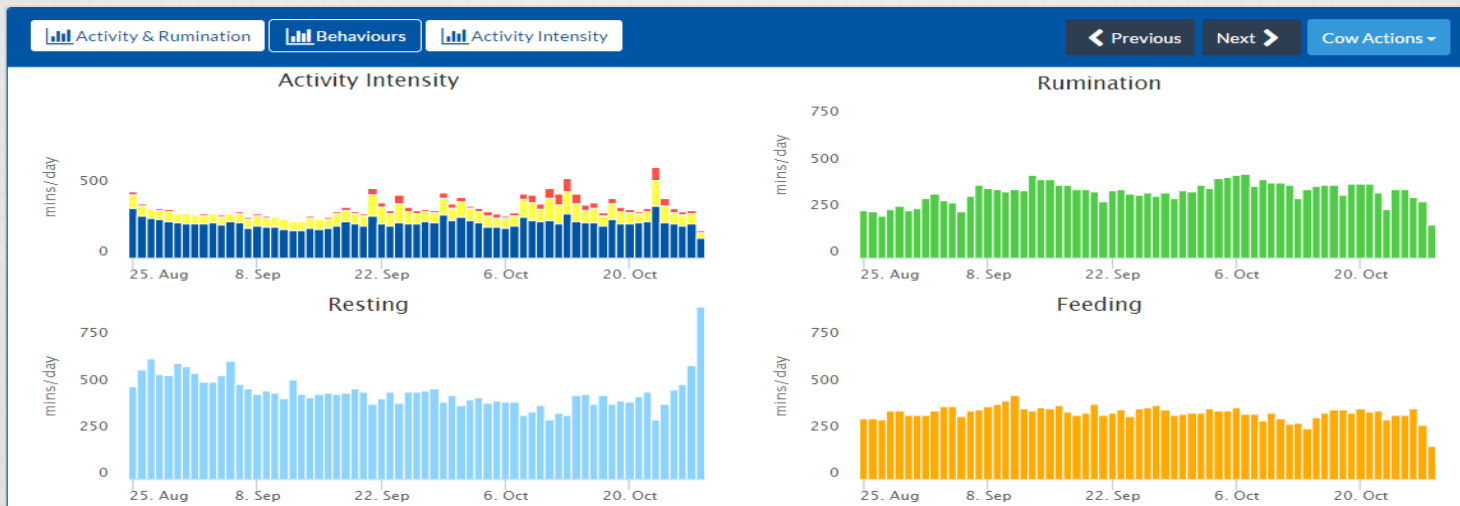 Activity & Rumination Behaviours Activity Intensity Previous Next Cow Actions
Activity Intensity
mins/day
500
0
25. Aug 8. Sep 22. Sep 6. Oct 20. Oct
Rumination
mins/day
750
500
250
0
25. Aug 8. Sep 22. Sep 6. Oct 20. Oct
Resting
mins/day
750
500
250
0
25. Aug 8. Sep 22. Sep 6. Oct 20. Oct
Feeding
mins/day
750
500
250
0
25. Aug 8. Sep 22. Sep 6. Oct 20. Oct